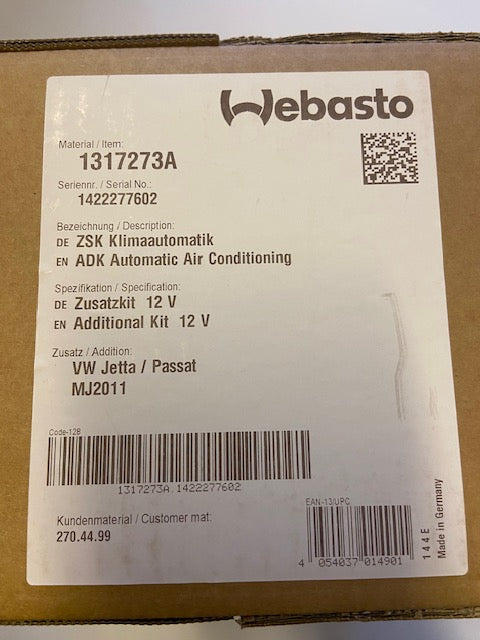 Webasto
Material / Item:
1317273A
Seriennr. / Serial No.:
1422277602
Bezeichnung / Description:
DE ZSK Klimaautomatik
EN ADK Automatic Air Conditioning
Spezifikation / Specification:
DE Zusatzkit 12 V
EN Additional Kit 12 V
Zusatz / Addition:
VW Jetta / Passat
MJ2011
Code-128
1317273A 1422277602
Kundenmaterial / Customer mat:
270.44.99
EAN-13/UPC
4 054037 014901
144E
Made in Germany